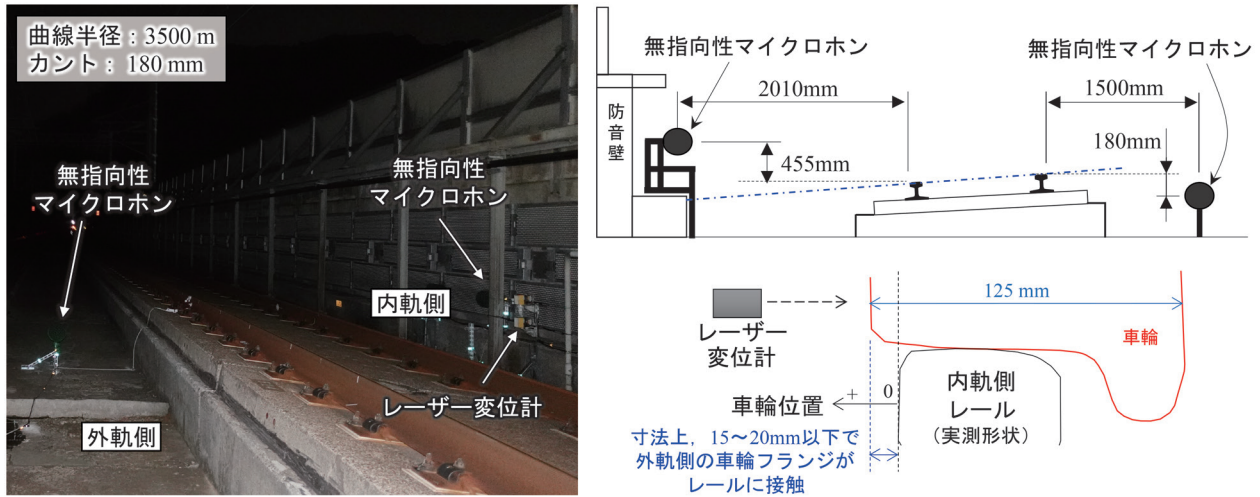 曲線半径：3500 m
カント： 180 mm
無指向性
マイクロホン
無指向性
マイクロホン
内軌側
レーザー変位計
外軌側
無指向性マイクロホン
無指向性マイクロホン
2010mm
1500mm
防音壁
455mm
180mm
125 mm
レーザー
変位計
車輪
車輪位置
+
0
内軌側
レール
（実測形状）
寸法上，15～20mm以下で
外軌側の車輪フランジが
レールに接触